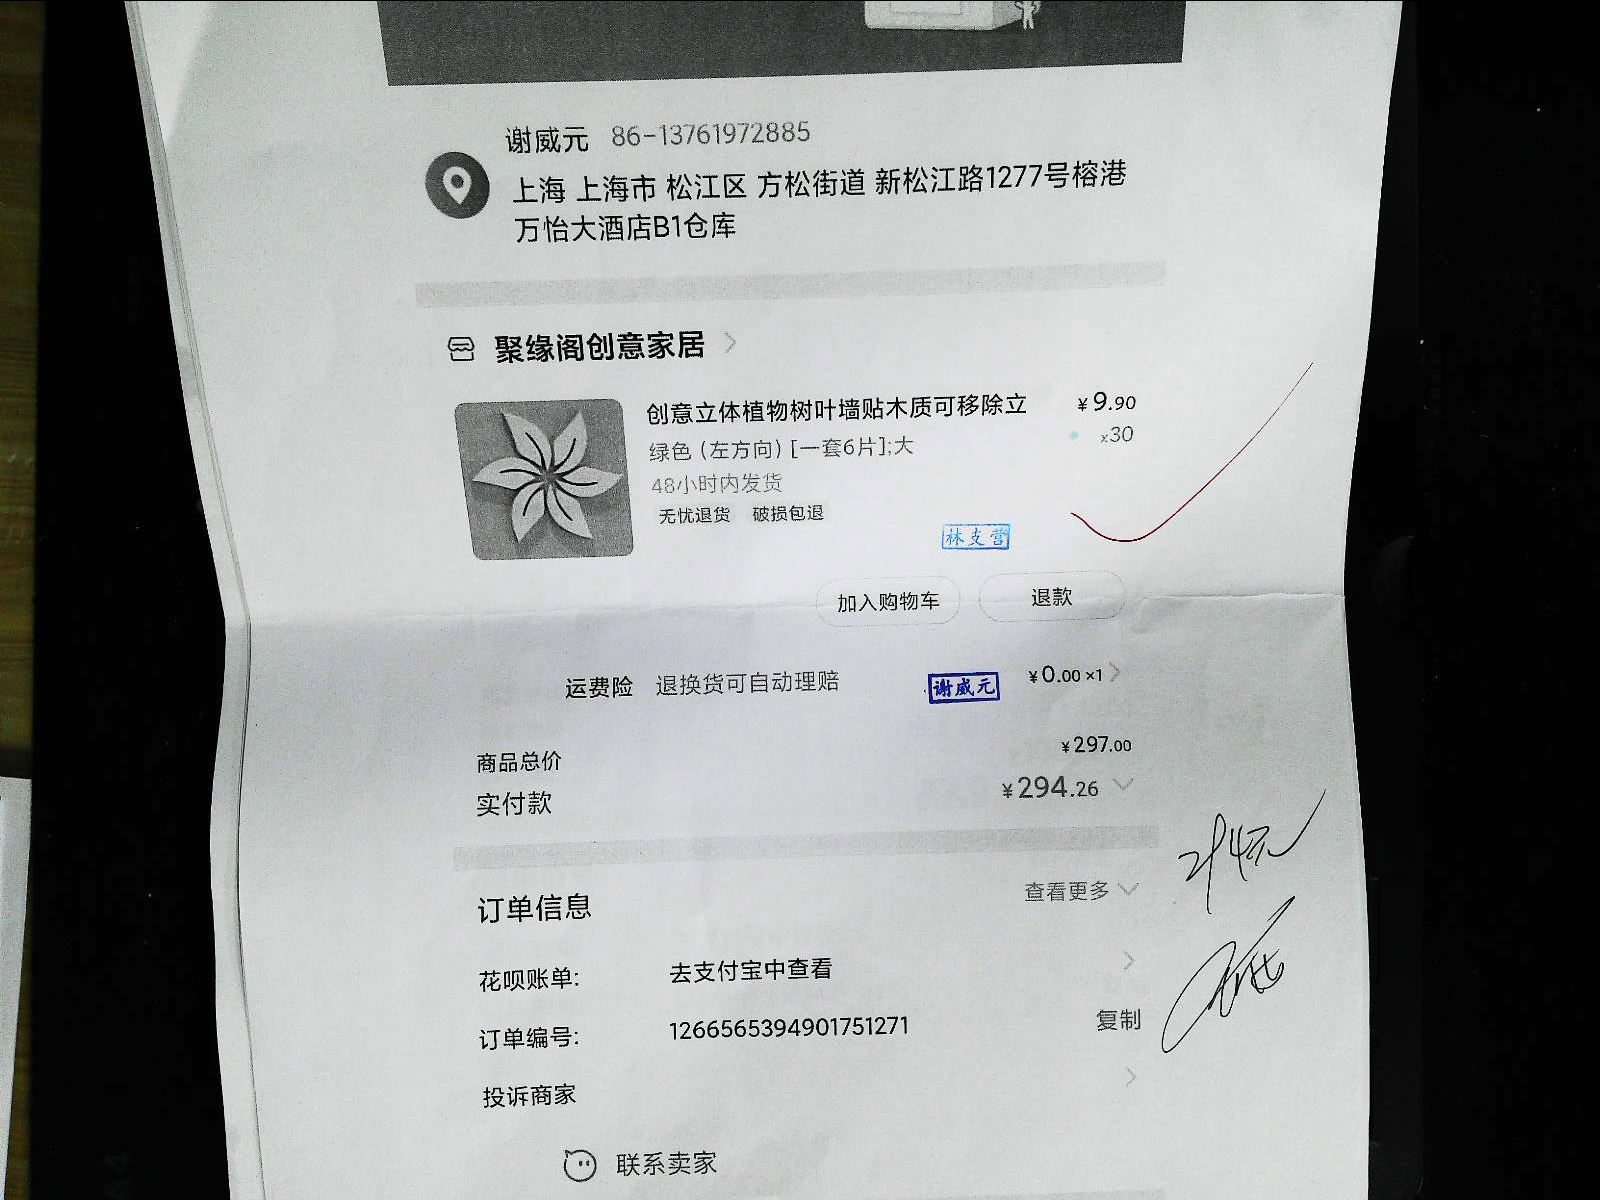 谢威元 86-13761972885
上海 上海市 松江区 方松街道 新松江路1277号榕港
万怡大酒店B1仓库
聚缘阁创意家居
创意立体植物树叶墙贴木质可移除立 ¥9.90
绿色 (左方向) [一套6片];大 x30
48小时内发货
无忧退货 破损包退
林支营
加入购物车 退款
运费险 退换货可自动理赔 谢威元 ¥0.00 ×1
商品总价 ¥297.00
实付款 ¥294.26
订单信息 查看更多
花呗账单: 去支付宝中查看
订单编号: 1266565394901751271 复制
投诉商家
联系卖家